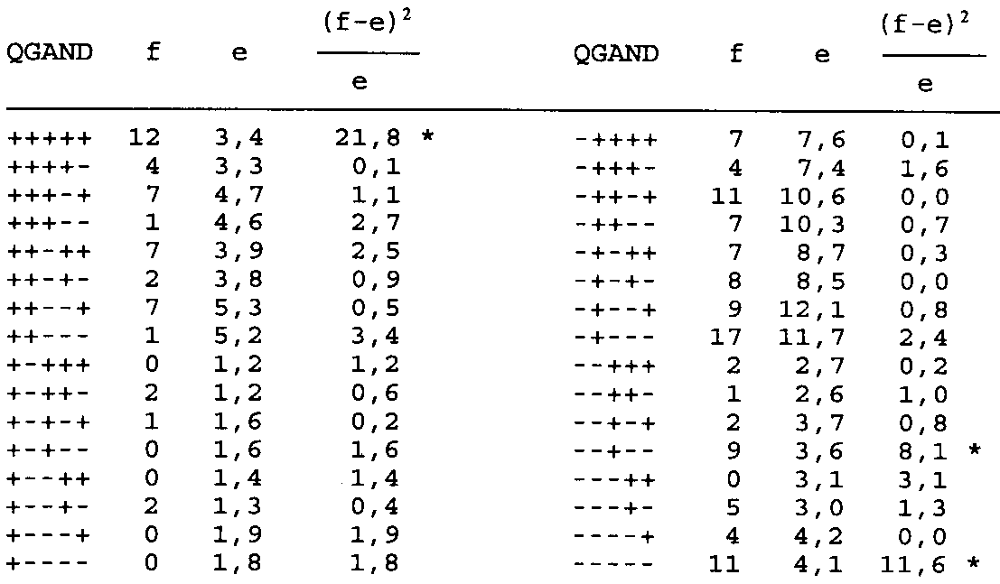 QGAND f e (f-e)² / e QGAND f e (f-e)² / e
+++++ 12 3,4 21,8 * -++++ 7 7,6 0,1
++++- 4 3,3 0,1 -+++- 4 7,4 1,6
+++-+ 7 4,7 1,1 -++-+ 11 10,6 0,0
+++-- 1 4,6 2,7 -++-- 7 10,3 0,7
++-++ 7 3,9 2,5 -+-++ 7 8,7 0,3
++-+- 2 3,8 0,9 -+-+- 8 8,5 0,0
++--+ 7 5,3 0,5 -+--+ 9 12,1 0,8
++--- 1 5,2 3,4 -+--- 17 11,7 2,4
+-+++ 0 1,2 1,2 --+++ 2 2,7 0,2
+-++- 2 1,2 0,6 --++- 1 2,6 1,0
+-+-+ 1 1,6 0,2 --+-+ 2 3,7 0,8
+-+-- 0 1,6 1,6 --+-- 9 3,6 8,1 *
+--++ 0 1,4 1,4 ---++ 0 3,1 3,1
+--+- 2 1,3 0,4 ---+- 5 3,0 1,3
+---+ 0 1,9 1,9 ----+ 4 4,2 0,0
+---- 0 1,8 1,8 ----- 11 4,1 11,6 *